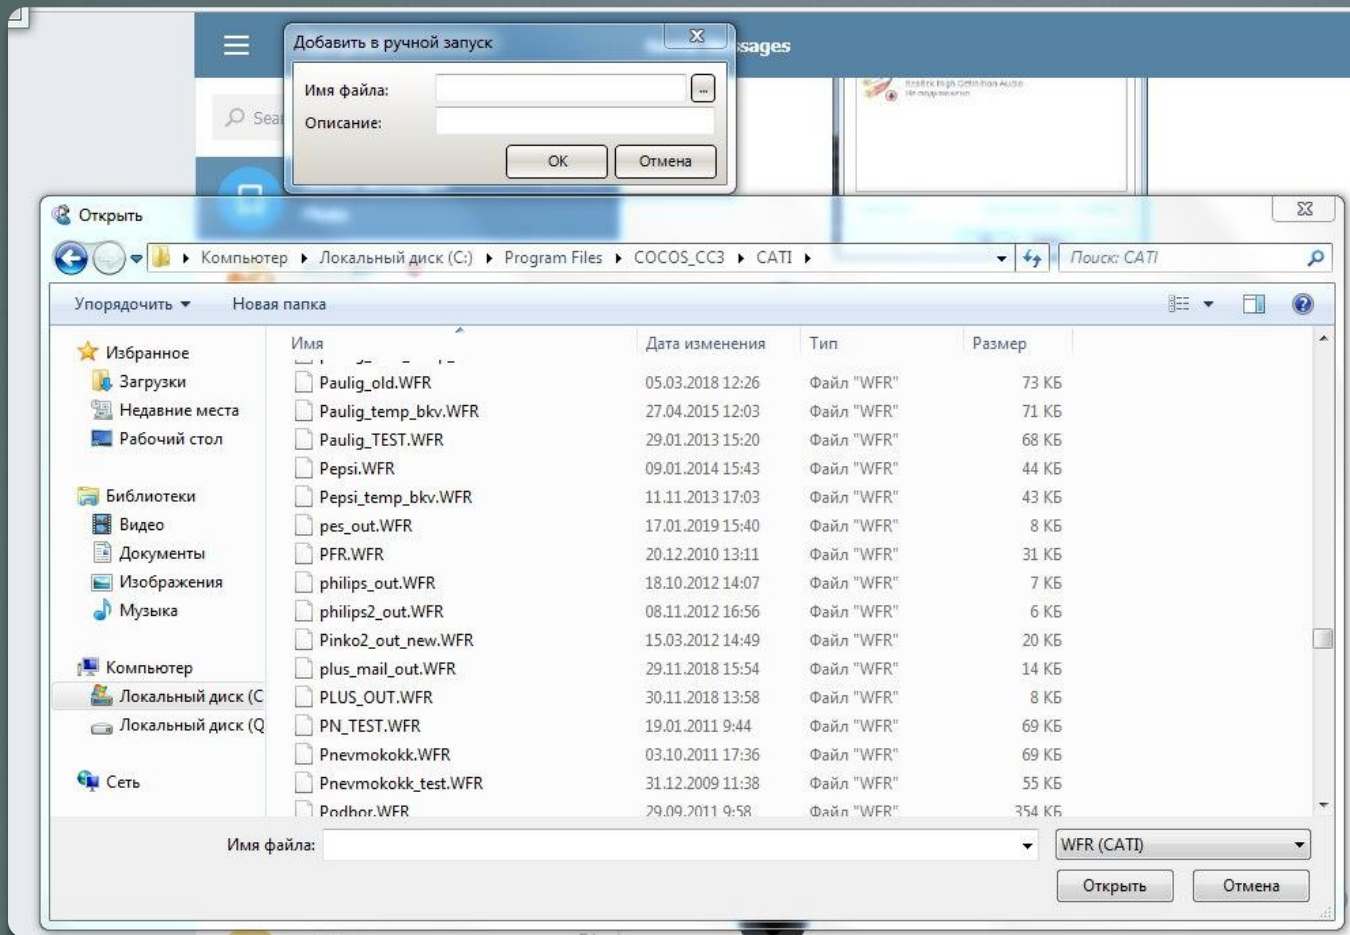 Добавить в ручной запуск
ssages
Имя файла:
...
Описание:
OK
Отмена
Sea
Realtek High Definition Audio
Не подключено
Открыть
Компьютер
Локальный диск (C:)
Program Files
COCOS_CC3
CATI
Поиск: CATI
Упорядочить
Новая папка
Имя Дата изменения Тип Размер
Избранное
Загрузки
Недавние места
Рабочий стол
Библиотеки
Видео
Документы
Изображения
Музыка
Компьютер
Локальный диск (C
Локальный диск (Q
Сеть
Paulig_old.WFR 05.03.2018 12:26 Файл "WFR" 73 КБ
Paulig_temp_bkv.WFR 27.04.2015 12:03 Файл "WFR" 71 КБ
Paulig_TEST.WFR 29.01.2013 15:20 Файл "WFR" 68 КБ
Pepsi.WFR 09.01.2014 15:43 Файл "WFR" 44 КБ
Pepsi_temp_bkv.WFR 11.11.2013 17:03 Файл "WFR" 43 КБ
pes_out.WFR 17.01.2019 15:40 Файл "WFR" 8 КБ
PFR.WFR 20.12.2010 13:11 Файл "WFR" 31 КБ
philips_out.WFR 18.10.2012 14:07 Файл "WFR" 7 КБ
philips2_out.WFR 08.11.2012 16:56 Файл "WFR" 6 КБ
Pinko2_out_new.WFR 15.03.2012 14:49 Файл "WFR" 20 КБ
plus_mail_out.WFR 29.11.2018 15:54 Файл "WFR" 14 КБ
PLUS_OUT.WFR 30.11.2018 13:58 Файл "WFR" 8 КБ
PN_TEST.WFR 19.01.2011 9:44 Файл "WFR" 69 КБ
Pnevmokokk.WFR 03.10.2011 17:36 Файл "WFR" 69 КБ
Pnevmokokk_test.WFR 31.12.2009 11:38 Файл "WFR" 55 КБ
Podbor.WFR 29.09.2011 9:58 Файл "WFR" 354 КБ
Имя файла:
WFR (CATI)
Открыть
Отмена